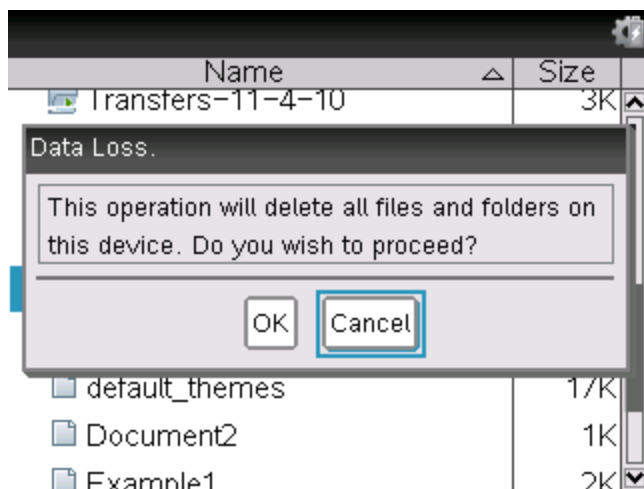 Name Size
Transfers-11-4-10 3K
Data Loss.
This operation will delete all files and folders on
this device. Do you wish to proceed?
OK Cancel
default_themes 17K
Document2 1K
Example1 2K